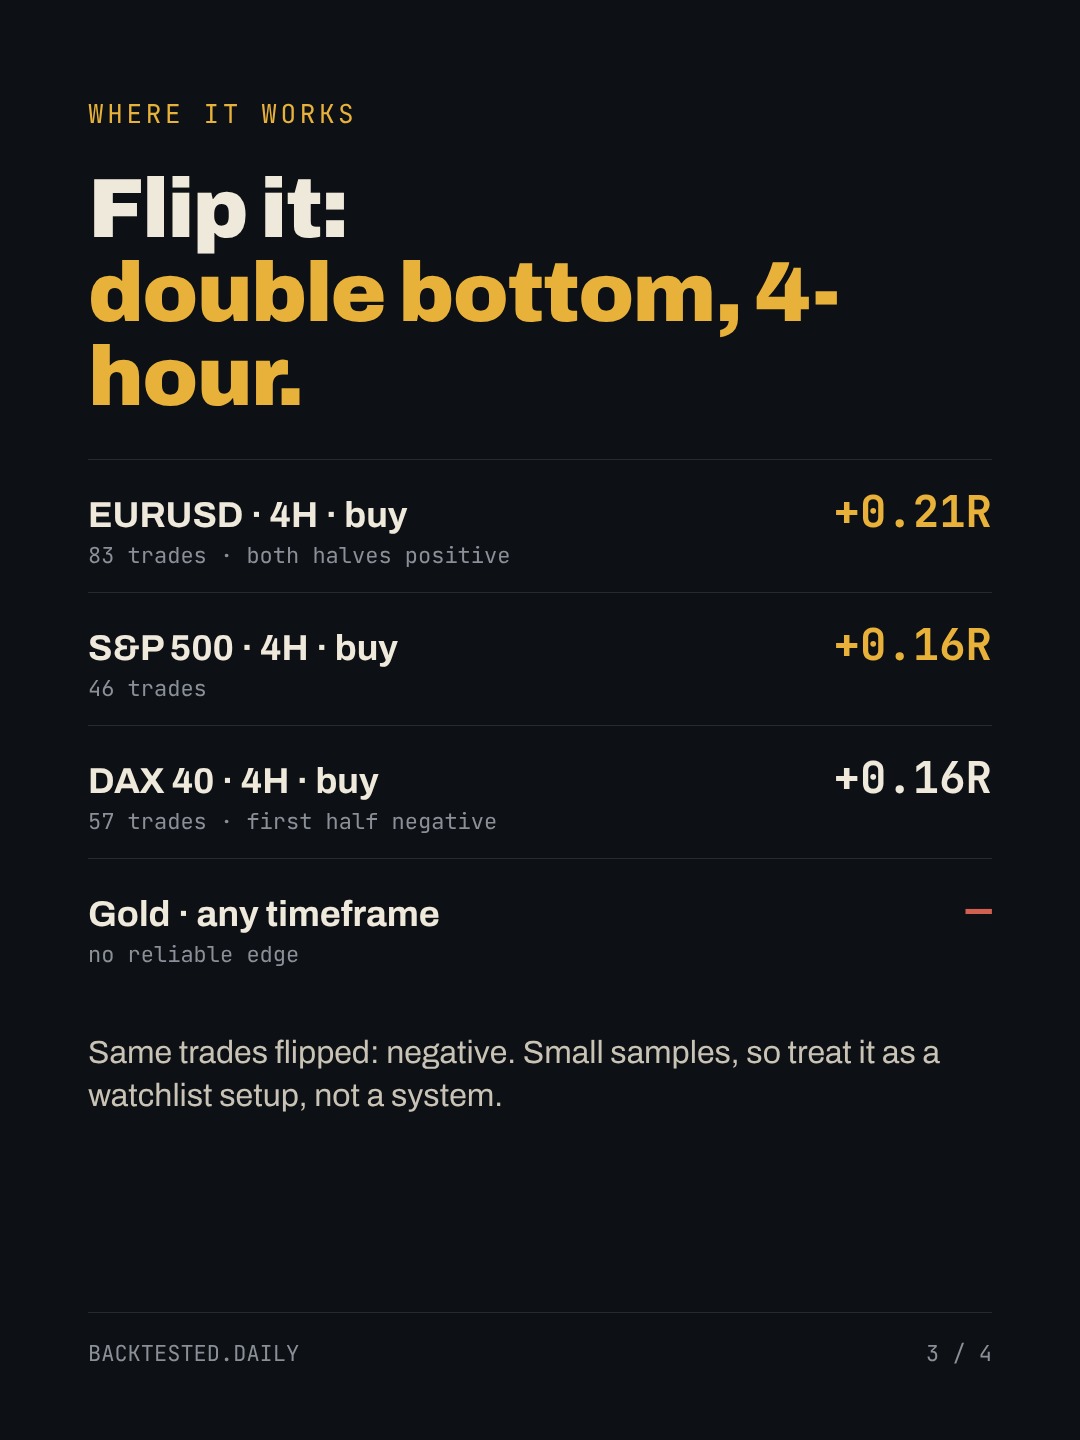 WHERE IT WORKS
Flip it:
double bottom, 4-
hour.
EURUSD · 4H · buy
+0.21R
83 trades · both halves positive
S&P 500 · 4H · buy
+0.16R
46 trades
DAX 40 · 4H · buy
+0.16R
57 trades · first half negative
Gold · any timeframe
—
no reliable edge
Same trades flipped: negative. Small samples, so treat it as a
watchlist setup, not a system.
BACKTESTED.DAILY
3 / 4